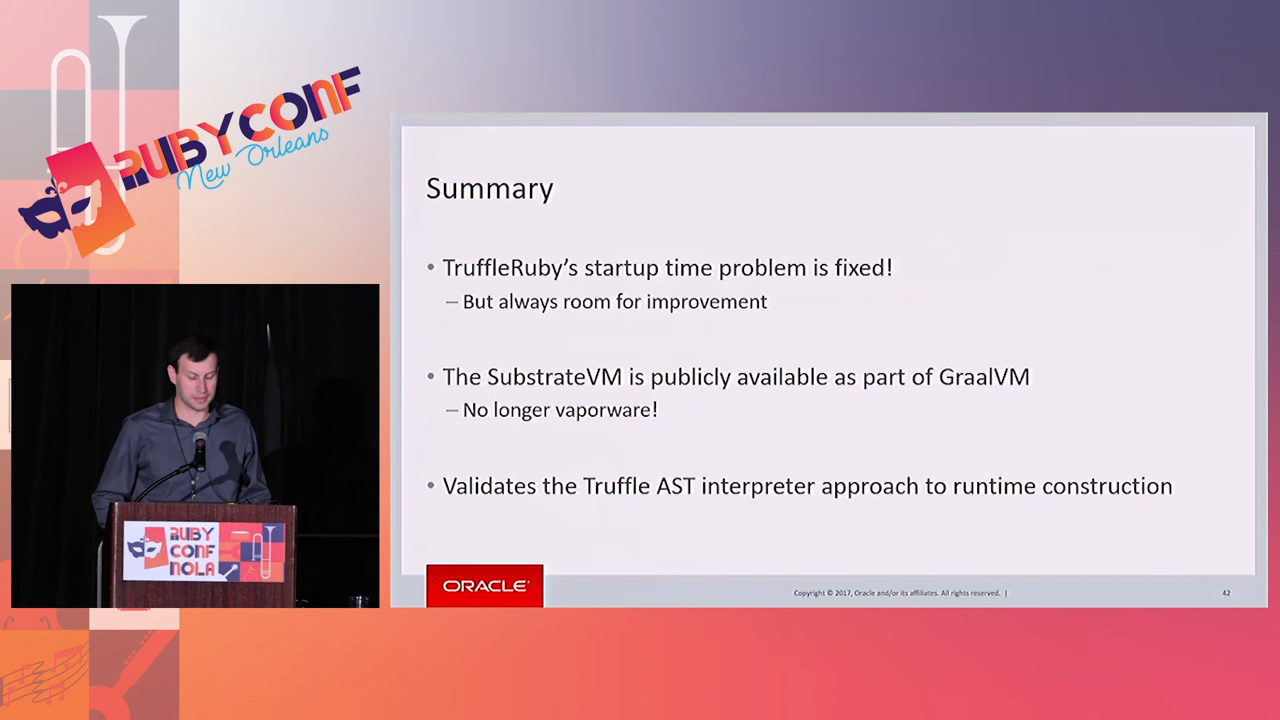 RUBYCONF
New Orleans
Summary
• TruffleRuby's startup time problem is fixed!
– But always room for improvement
• The SubstrateVM is publicly available as part of GraalVM
– No longer vaporware!
• Validates the Truffle AST interpreter approach to runtime construction
RUBY
CONF
NOLA
ORACLE
Copyright © 2017, Oracle and/or its affiliates. All rights reserved. |
42